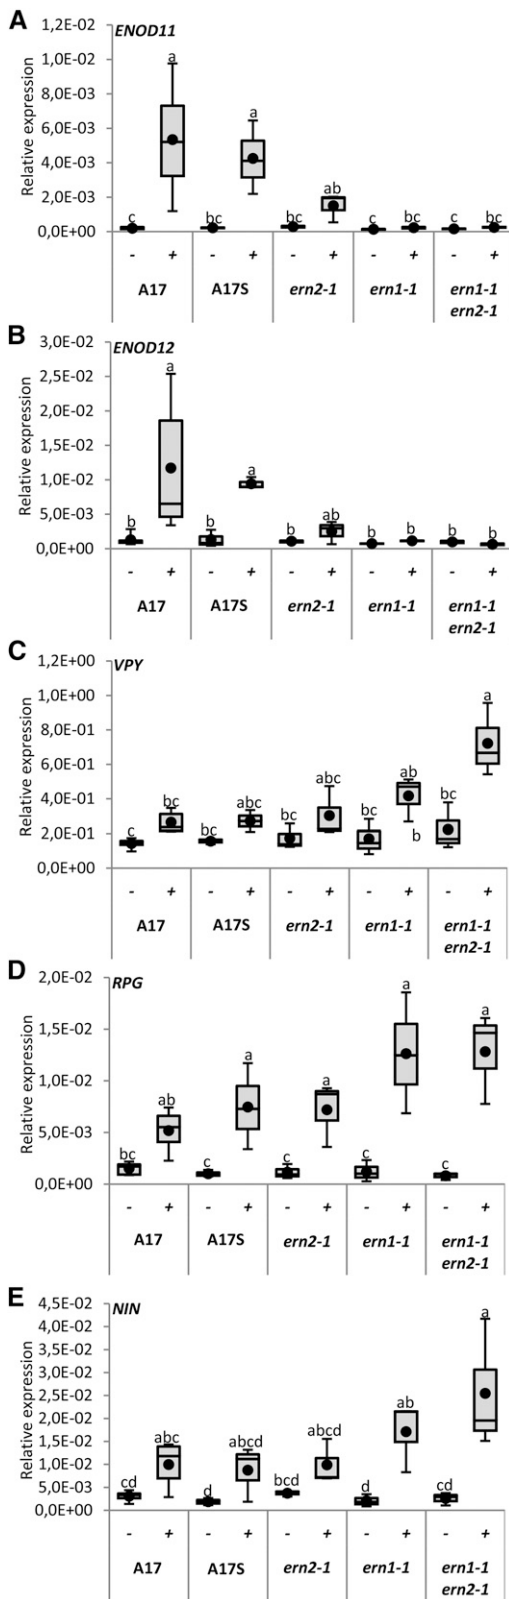 A
ENOD11
Relative expression
1,2E-02
1,0E-02
8,0E-03
6,0E-03
4,0E-03
2,0E-03
0,0E+00
c a bc a bc ab c bc c bc
- + - + - + - + - +
A17 A17S ern2-1 ern1-1 ern1-1
ern2-1
B
ENOD12
Relative expression
3,0E-02
2,5E-02
2,0E-02
1,5E-02
1,0E-02
5,0E-03
0,0E+00
b a b a b ab b b b b
- + - + - + - + - +
A17 A17S ern2-1 ern1-1 ern1-1
ern2-1
C
VPY
Relative expression
1,2E+00
1,0E+00
8,0E-01
6,0E-01
4,0E-01
2,0E-01
0,0E+00
c bc bc abc bc abc bc ab bc a
b
- + - + - + - + - +
A17 A17S ern2-1 ern1-1 ern1-1
ern2-1
D
RPG
Relative expression
2,0E-02
1,5E-02
1,0E-02
5,0E-03
0,0E+00
bc ab c a c a c a c a
- + - + - + - + - +
A17 A17S ern2-1 ern1-1 ern1-1
ern2-1
E
NIN
Relative expression
4,5E-02
4,0E-02
3,5E-02
3,0E-02
2,5E-02
2,0E-02
1,5E-02
1,0E-02
5,0E-03
0,0E+00
cd abc d abcd bcd abcd d ab cd a
- + - + - + - + - +
A17 A17S ern2-1 ern1-1 ern1-1
ern2-1